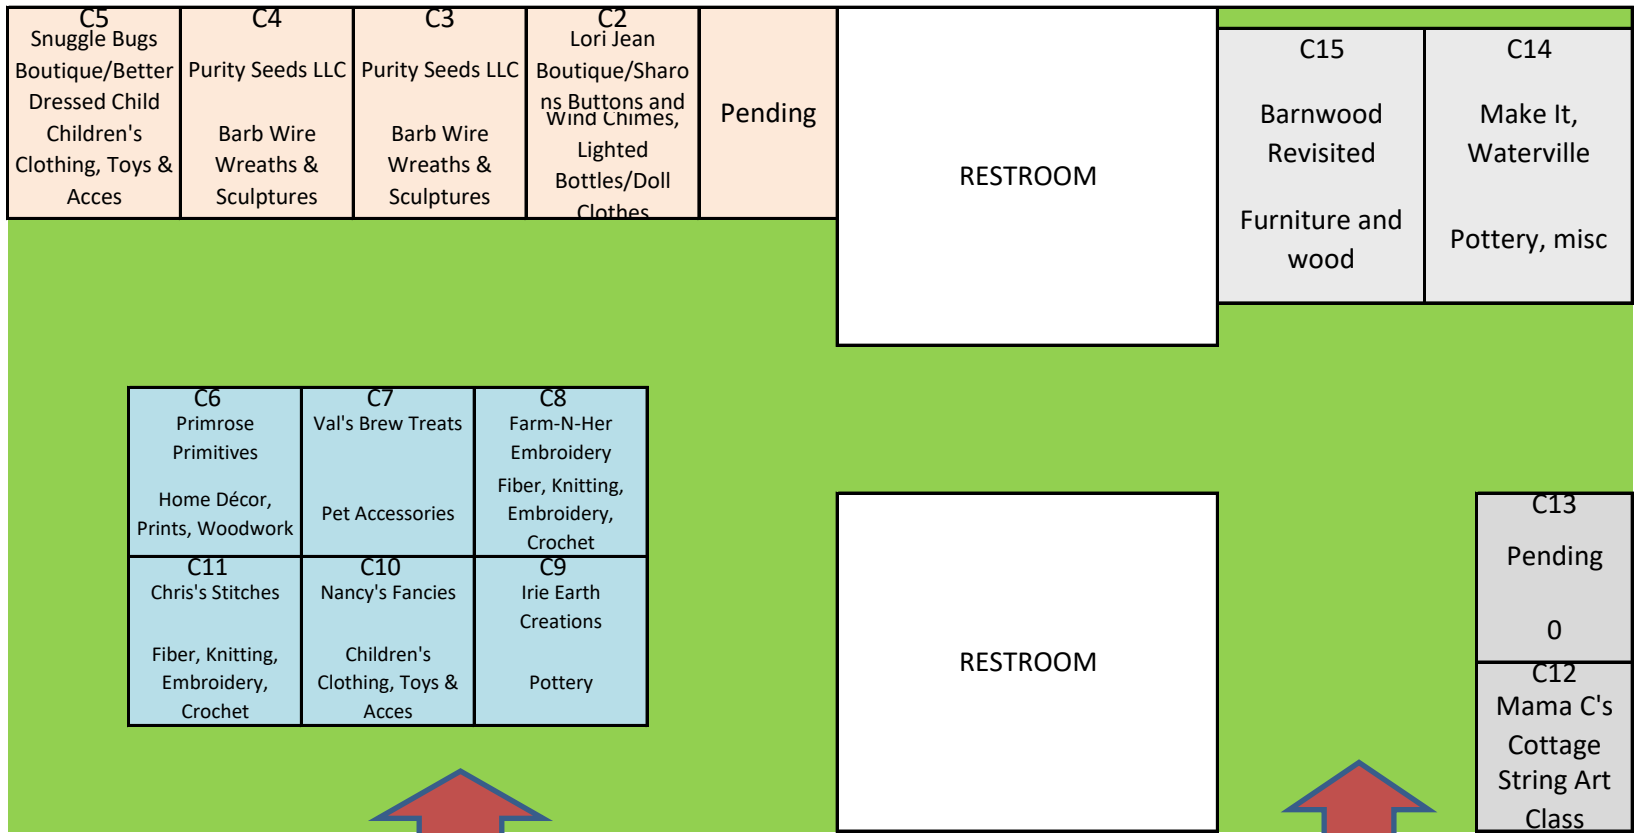 C5
Snuggle Bugs
Boutique/Better
Dressed Child
Children's
Clothing, Toys &
Acces
C4
Purity Seeds LLC
Barb Wire
Wreaths &
Sculptures
C3
Purity Seeds LLC
Barb Wire
Wreaths &
Sculptures
C2
Lori Jean
Boutique/Sharo
ns Buttons and
Wind Chimes,
Lighted
Bottles/Doll
Clothes
Pending
RESTROOM
C15
Barnwood
Revisited
Furniture and
wood
C14
Make It,
Waterville
Pottery, misc
C6
Primrose
Primitives
Home Décor,
Prints, Woodwork
C7
Val's Brew Treats
Pet Accessories
C8
Farm-N-Her
Embroidery
Fiber, Knitting,
Embroidery,
Crochet
C11
Chris's Stitches
Fiber, Knitting,
Embroidery,
Crochet
C10
Nancy's Fancies
Children's
Clothing, Toys &
Acces
C9
Irie Earth
Creations
Pottery
RESTROOM
C13
Pending
0
C12
Mama C's
Cottage
String Art
Class